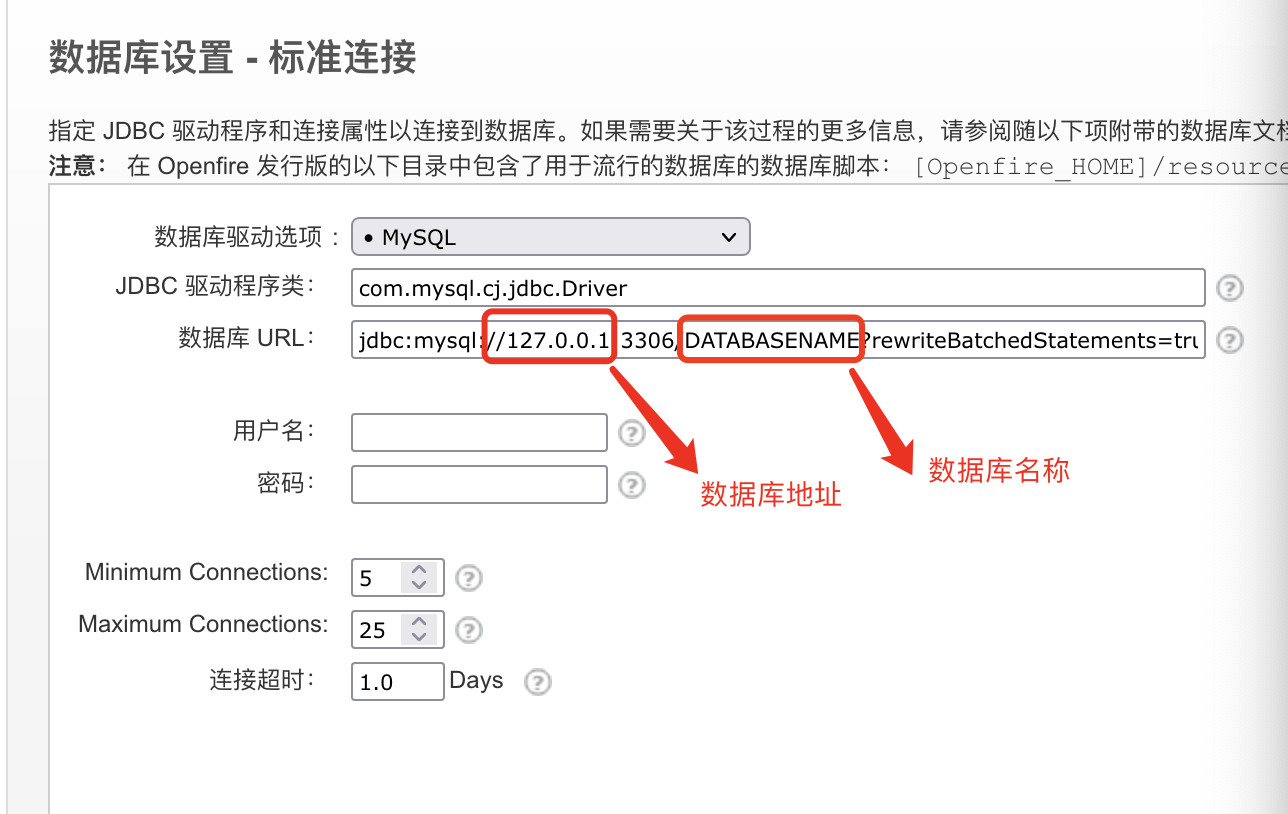 数据库设置 - 标准连接
指定 JDBC 驱动程序和连接属性以连接到数据库。如果需要关于该过程的更多信息，请参阅随以下项附带的数据库文
注意： 在 Openfire 发行版的以下目录中包含了用于流行的数据库的数据库脚本： [Openfire_HOME]/resource
数据库驱动选项 : • MySQL
JDBC 驱动程序类: com.mysql.cj.jdbc.Driver ?
数据库 URL: jdbc:mysql://127.0.0.1:3306/DATABASENAME?rewriteBatchedStatements=tru ?
用户名: ?
数据库名称
密码: ?
数据库地址
Minimum Connections: 5 ?
Maximum Connections: 25 ?
连接超时: 1.0 Days ?